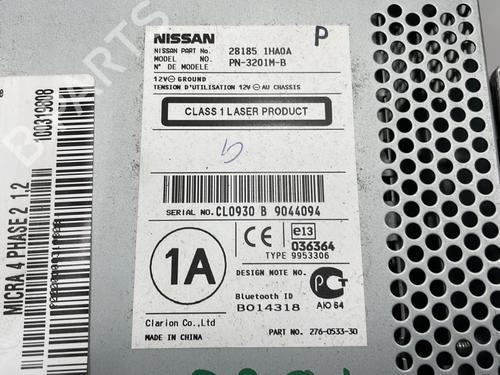 NISSAN
P
NISSAN PART No. 28185 1HA0A
MODEL NO. PN-3201M-B
N° DE MODELE
12V⊖ GROUND
TENSION D'UTILISATION 12V⊖ AU CHASSIS
CLASS 1 LASER PRODUCT
SERIAL NO. CL0930 B 9044094
CE e13
036364
TYPE 9953306
1A
DESIGN NOTE NO.
Bluetooth ID
B014318
АЮ 64
Clarion Co.,Ltd
MADE IN CHINA
PART NO. 276-0533-30
MICRA 4 PHASE 2 1.2
B-PARTS